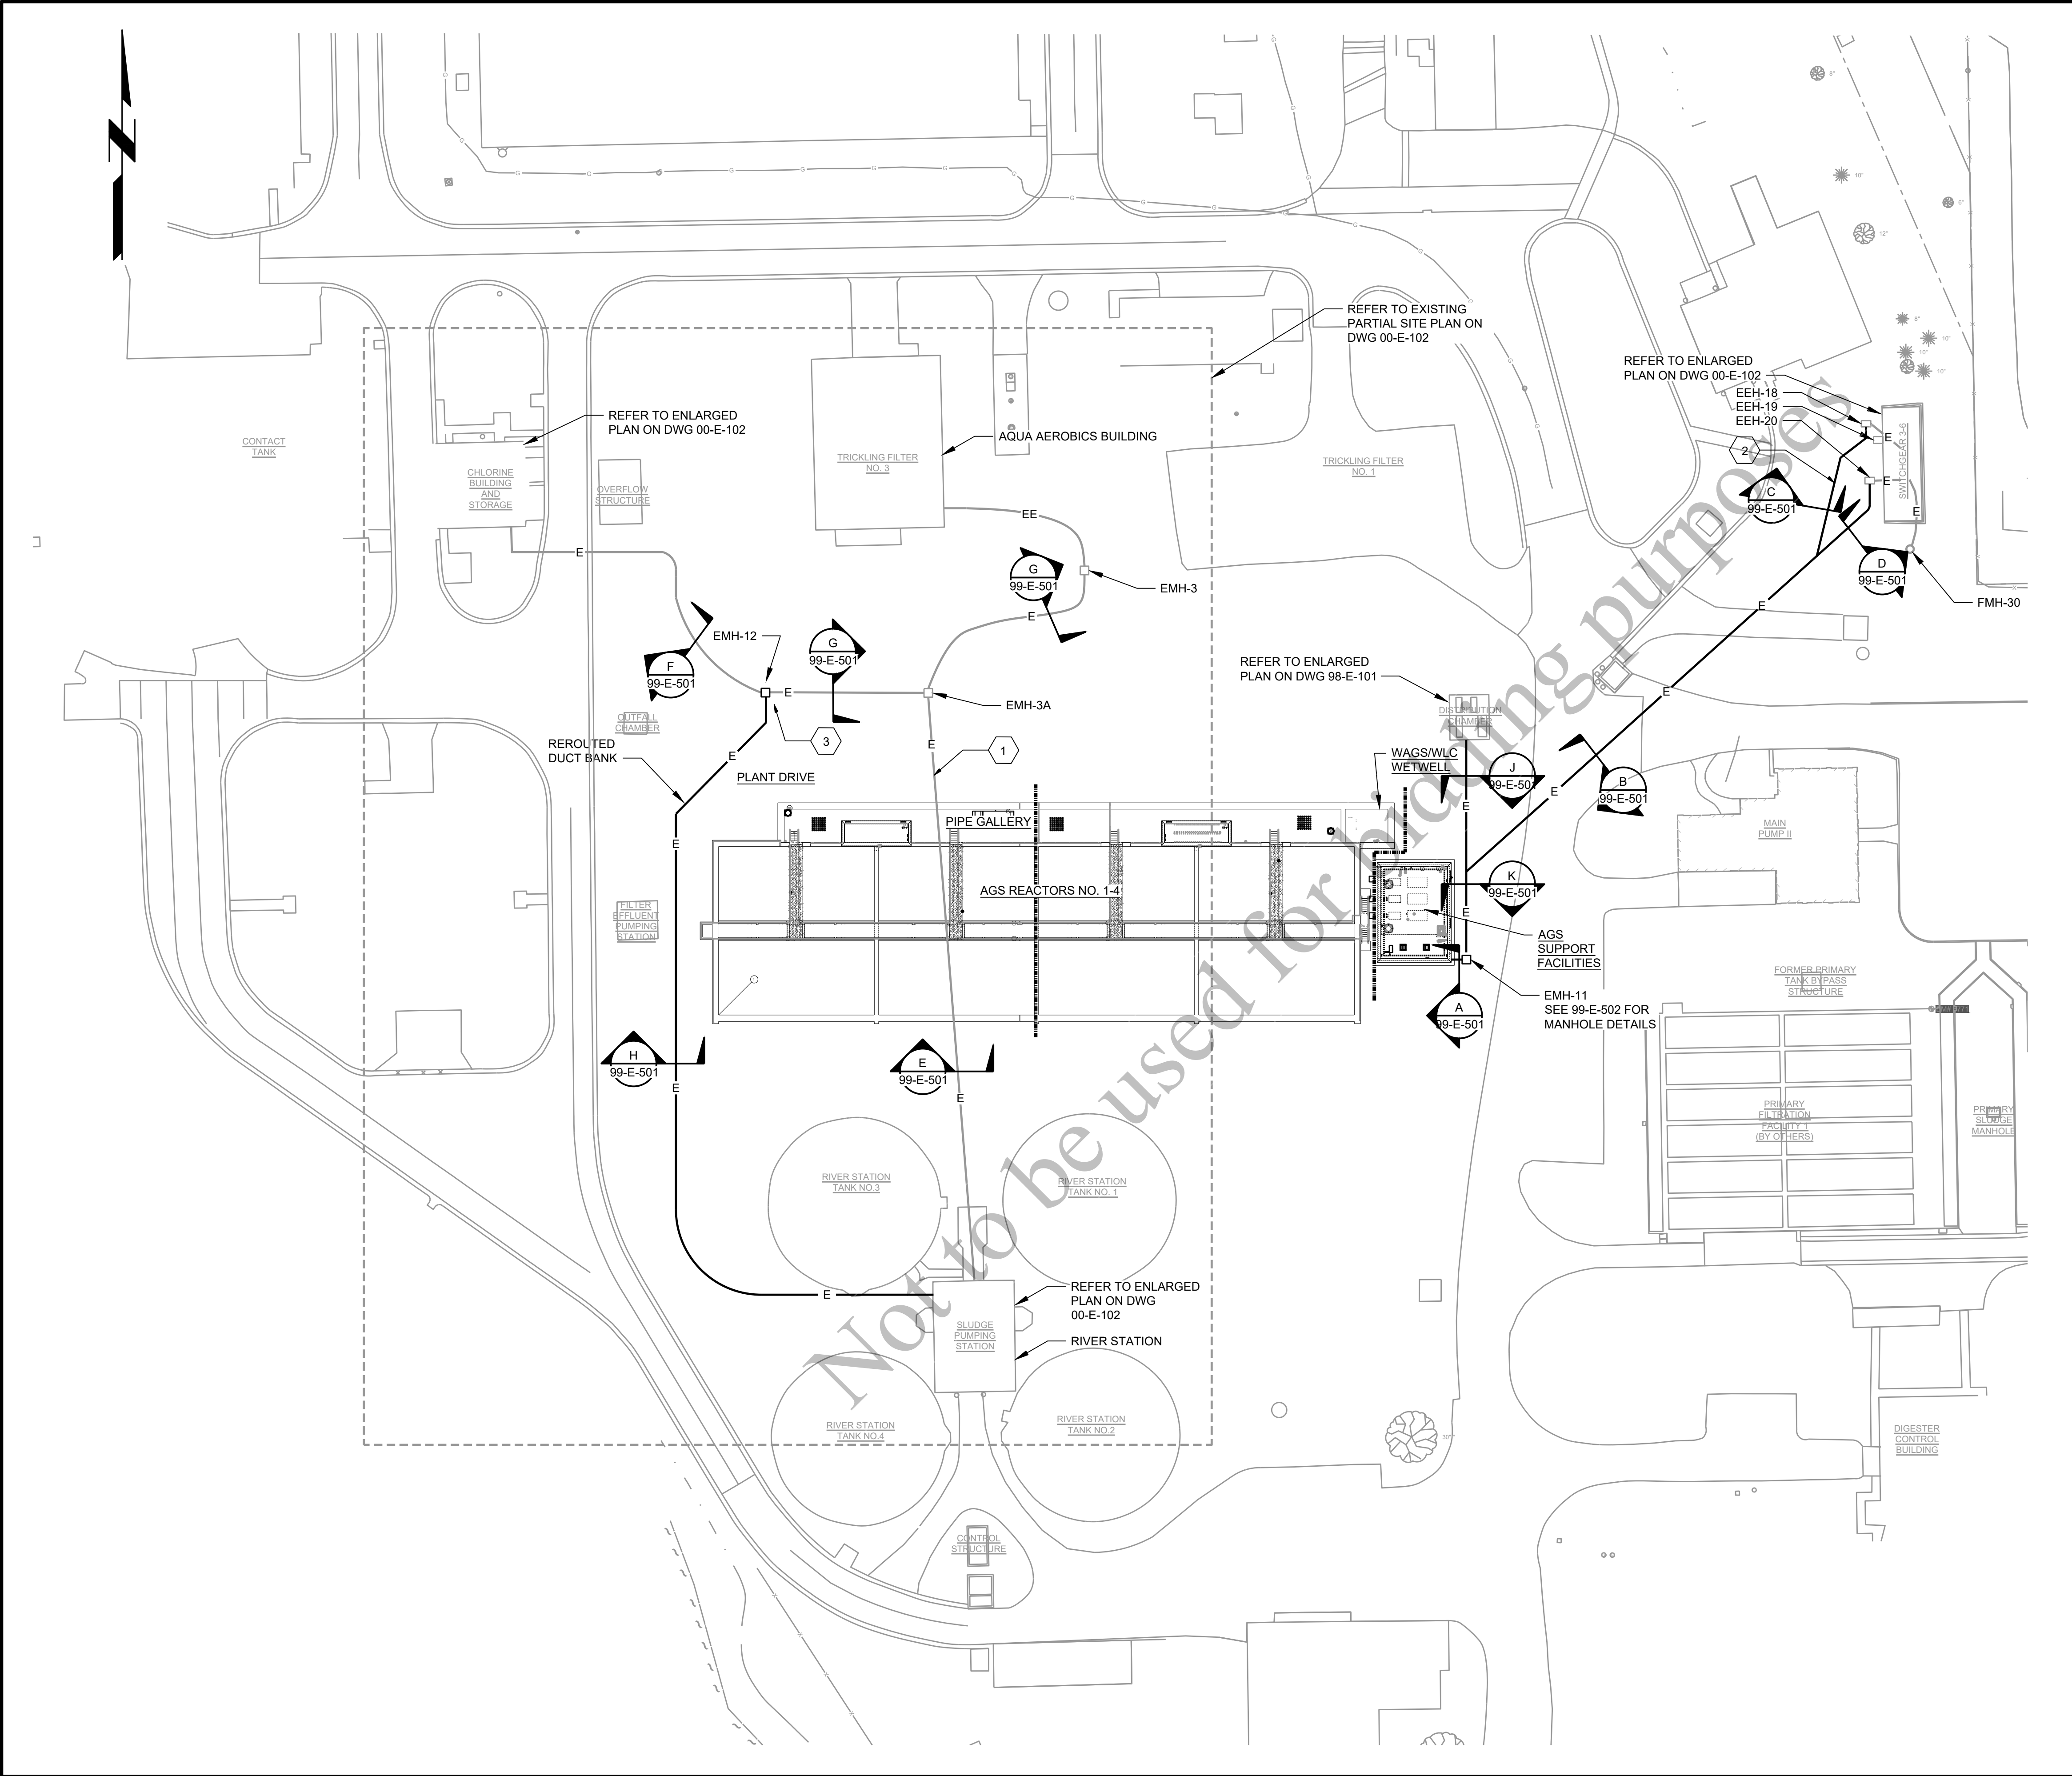 N
8"
10"
6"
12"
8"
10"
10"
10"
REFER TO EXISTING
PARTIAL SITE PLAN ON
DWG 00-E-102
REFER TO ENLARGED
PLAN ON DWG 00-E-102
EEH-18
EEH-19
EEH-20
2
SWITCHGEAR 3-6
E
E
E
C
99-E-501
D
99-E-501
FMH-30
CONTACT
TANK
REFER TO ENLARGED
PLAN ON DWG 00-E-102
CHLORINE
BUILDING
AND
STORAGE
OVERFLOW
STRUCTURE
TRICKLING FILTER
NO. 3
AQUA AEROBICS BUILDING
TRICKLING FILTER
NO. 1
EE
E
G
99-E-501
EMH-3
E
EMH-12
G
99-E-501
F
99-E-501
E
EMH-3A
E
E
REFER TO ENLARGED
PLAN ON DWG 98-E-101
DISTRIBUTION
CHAMBER
OUTFALL
CHAMBER
REROUTED
DUCT BANK
3
E
PLANT DRIVE
E
1
WAGS/WLC
WETWELL
J
99-E-501
E
E
B
99-E-501
MAIN
PUMP II
E
PIPE GALLERY
AGS REACTORS NO. 1-4
K
99-E-501
E
FILTER
EFFLUENT
PUMPING
STATION
AGS
SUPPORT
FACILITIES
FORMER PRIMARY
TANK BYPASS
STRUCTURE
EMH-11
SEE 99-E-502 FOR
MANHOLE DETAILS
A
99-E-501
H
99-E-501
E
99-E-501
E
E
PRIMARY
FILTRATION
FACILITY 1
(BY OTHERS)
PRIMARY
SLUDGE
MANHOLE
RIVER STATION
TANK NO.3
RIVER STATION
TANK NO. 1
E
REFER TO ENLARGED
PLAN ON DWG
00-E-102
SLUDGE
PUMPING
STATION
RIVER STATION
RIVER STATION
TANK NO.4
RIVER STATION
TANK NO.2
30"
DIGESTER
CONTROL
BUILDING
CONTROL
STRUCTURE
Not to be used for bidding purposes